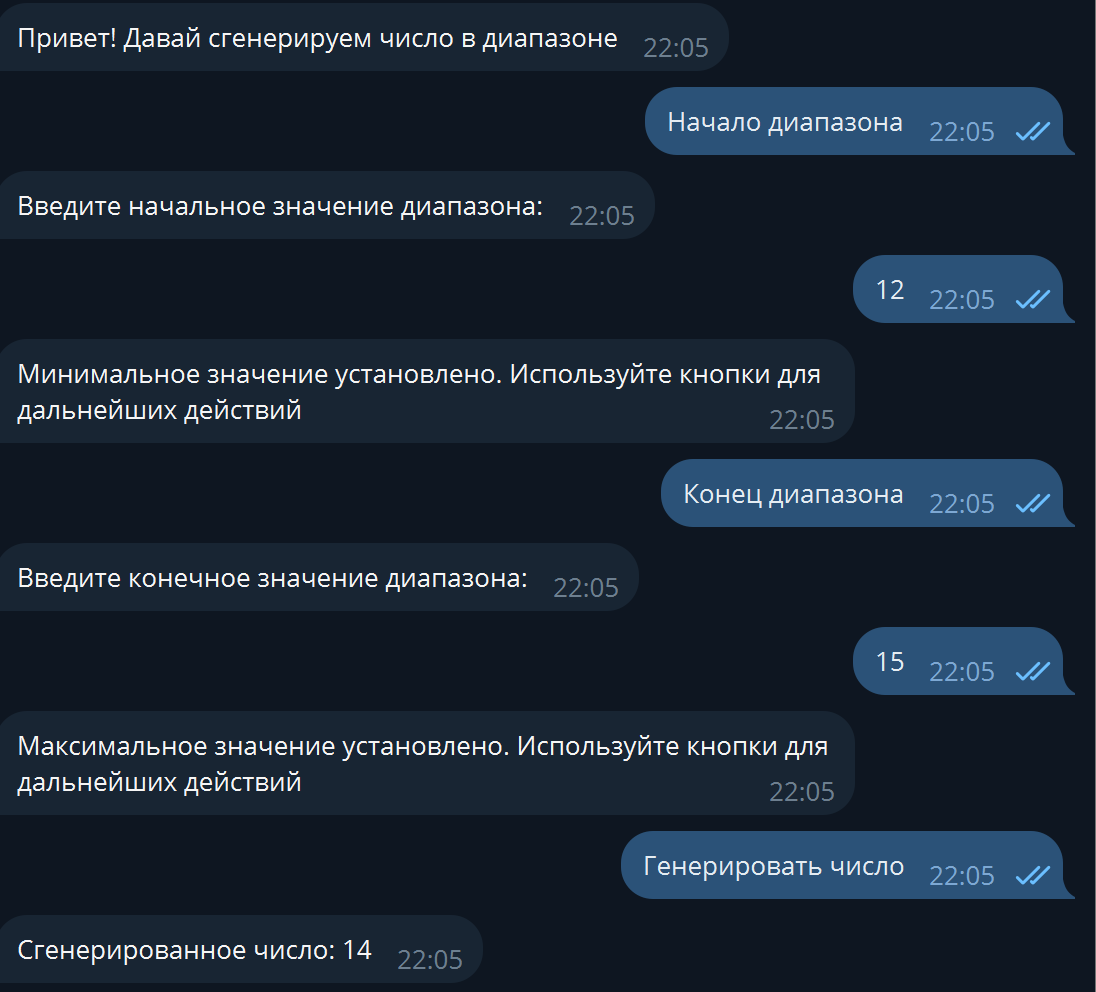 Привет! Давай сгенерируем число в диапазоне 22:05
Начало диапазона 22:05
Введите начальное значение диапазона: 22:05
12 22:05
Минимальное значение установлено. Используйте кнопки для
дальнейших действий 22:05
Конец диапазона 22:05
Введите конечное значение диапазона: 22:05
15 22:05
Максимальное значение установлено. Используйте кнопки для
дальнейших действий 22:05
Генерировать число 22:05
Сгенерированное число: 14 22:05